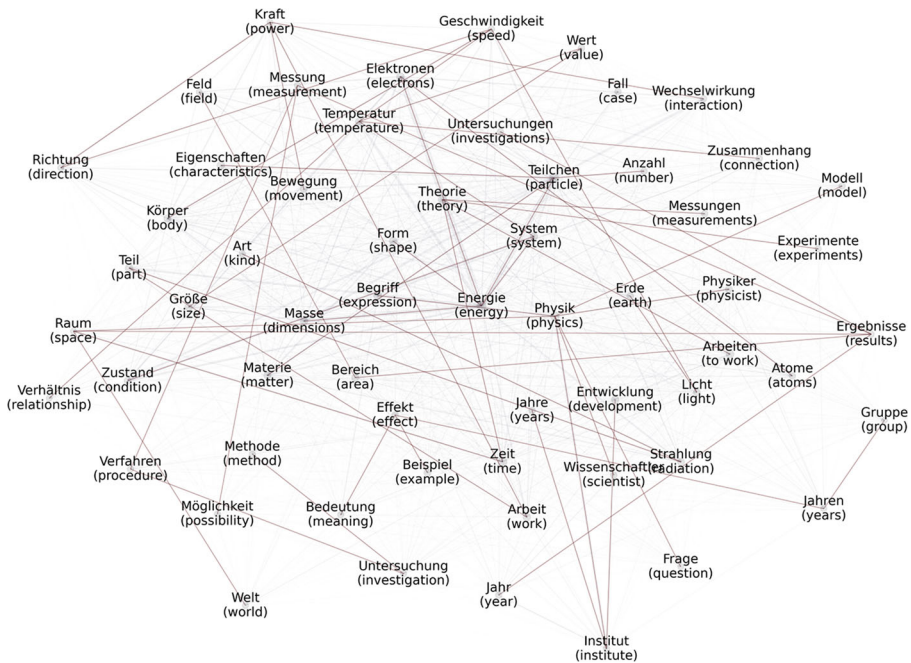 Kraft
(power)
Geschwindigkeit
(speed)
Wert
(value)
Feld
(field)
Messung
(measurement)
Elektronen
(electrons)
Fall
(case)
Wechselwirkung
(interaction)
Temperatur
(temperature)
Untersuchungen
(investigations)
Richtung
(direction)
Eigenschaften
(characteristics)
Bewegung
(movement)
Teilchen
(particle)
Anzahl
(number)
Zusammenhang
(connection)
Modell
(model)
Körper
(body)
Theorie
(theory)
Messungen
(measurements)
Art
(kind)
Form
(shape)
System
(system)
Experimente
(experiments)
Teil
(part)
Größe
(size)
Begriff
(expression)
Energie
(energy)
Erde
(earth)
Physiker
(physicist)
Raum
(space)
Masse
(dimensions)
Physik
(physics)
Ergebnisse
(results)
Arbeiten
(to work)
Verhältnis
(relationship)
Zustand
(condition)
Materie
(matter)
Bereich
(area)
Entwicklung
(development)
Licht
(light)
Atome
(atoms)
Effekt
(effect)
Jahre
(years)
Gruppe
(group)
Verfahren
(procedure)
Methode
(method)
Beispiel
(example)
Zeit
(time)
Wissenschaftler
(scientist)
Strahlung
(radiation)
Möglichkeit
(possibility)
Bedeutung
(meaning)
Arbeit
(work)
Jahren
(years)
Untersuchung
(investigation)
Frage
(question)
Welt
(world)
Jahr
(year)
Institut
(institute)